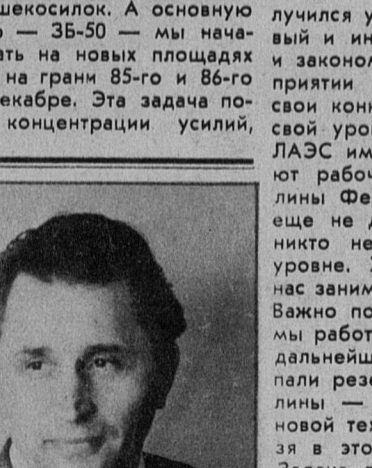 шекосилок. А основную
— ЗБ-50 — мы нача-
ать на новых площадях
на грани 85-го и 86-го
екабре. Эта задача по-
концентрации усилий,
лучился у
вый и ин
и законо
приятии
свои кон
свой уро
ЛАЭС им
ют рабоч
лины Фе
еще не д
никто не
уровне.
нас заним
Важно по
мы работ
дальнейш
пали рез
лины —
новой тех
зя в это